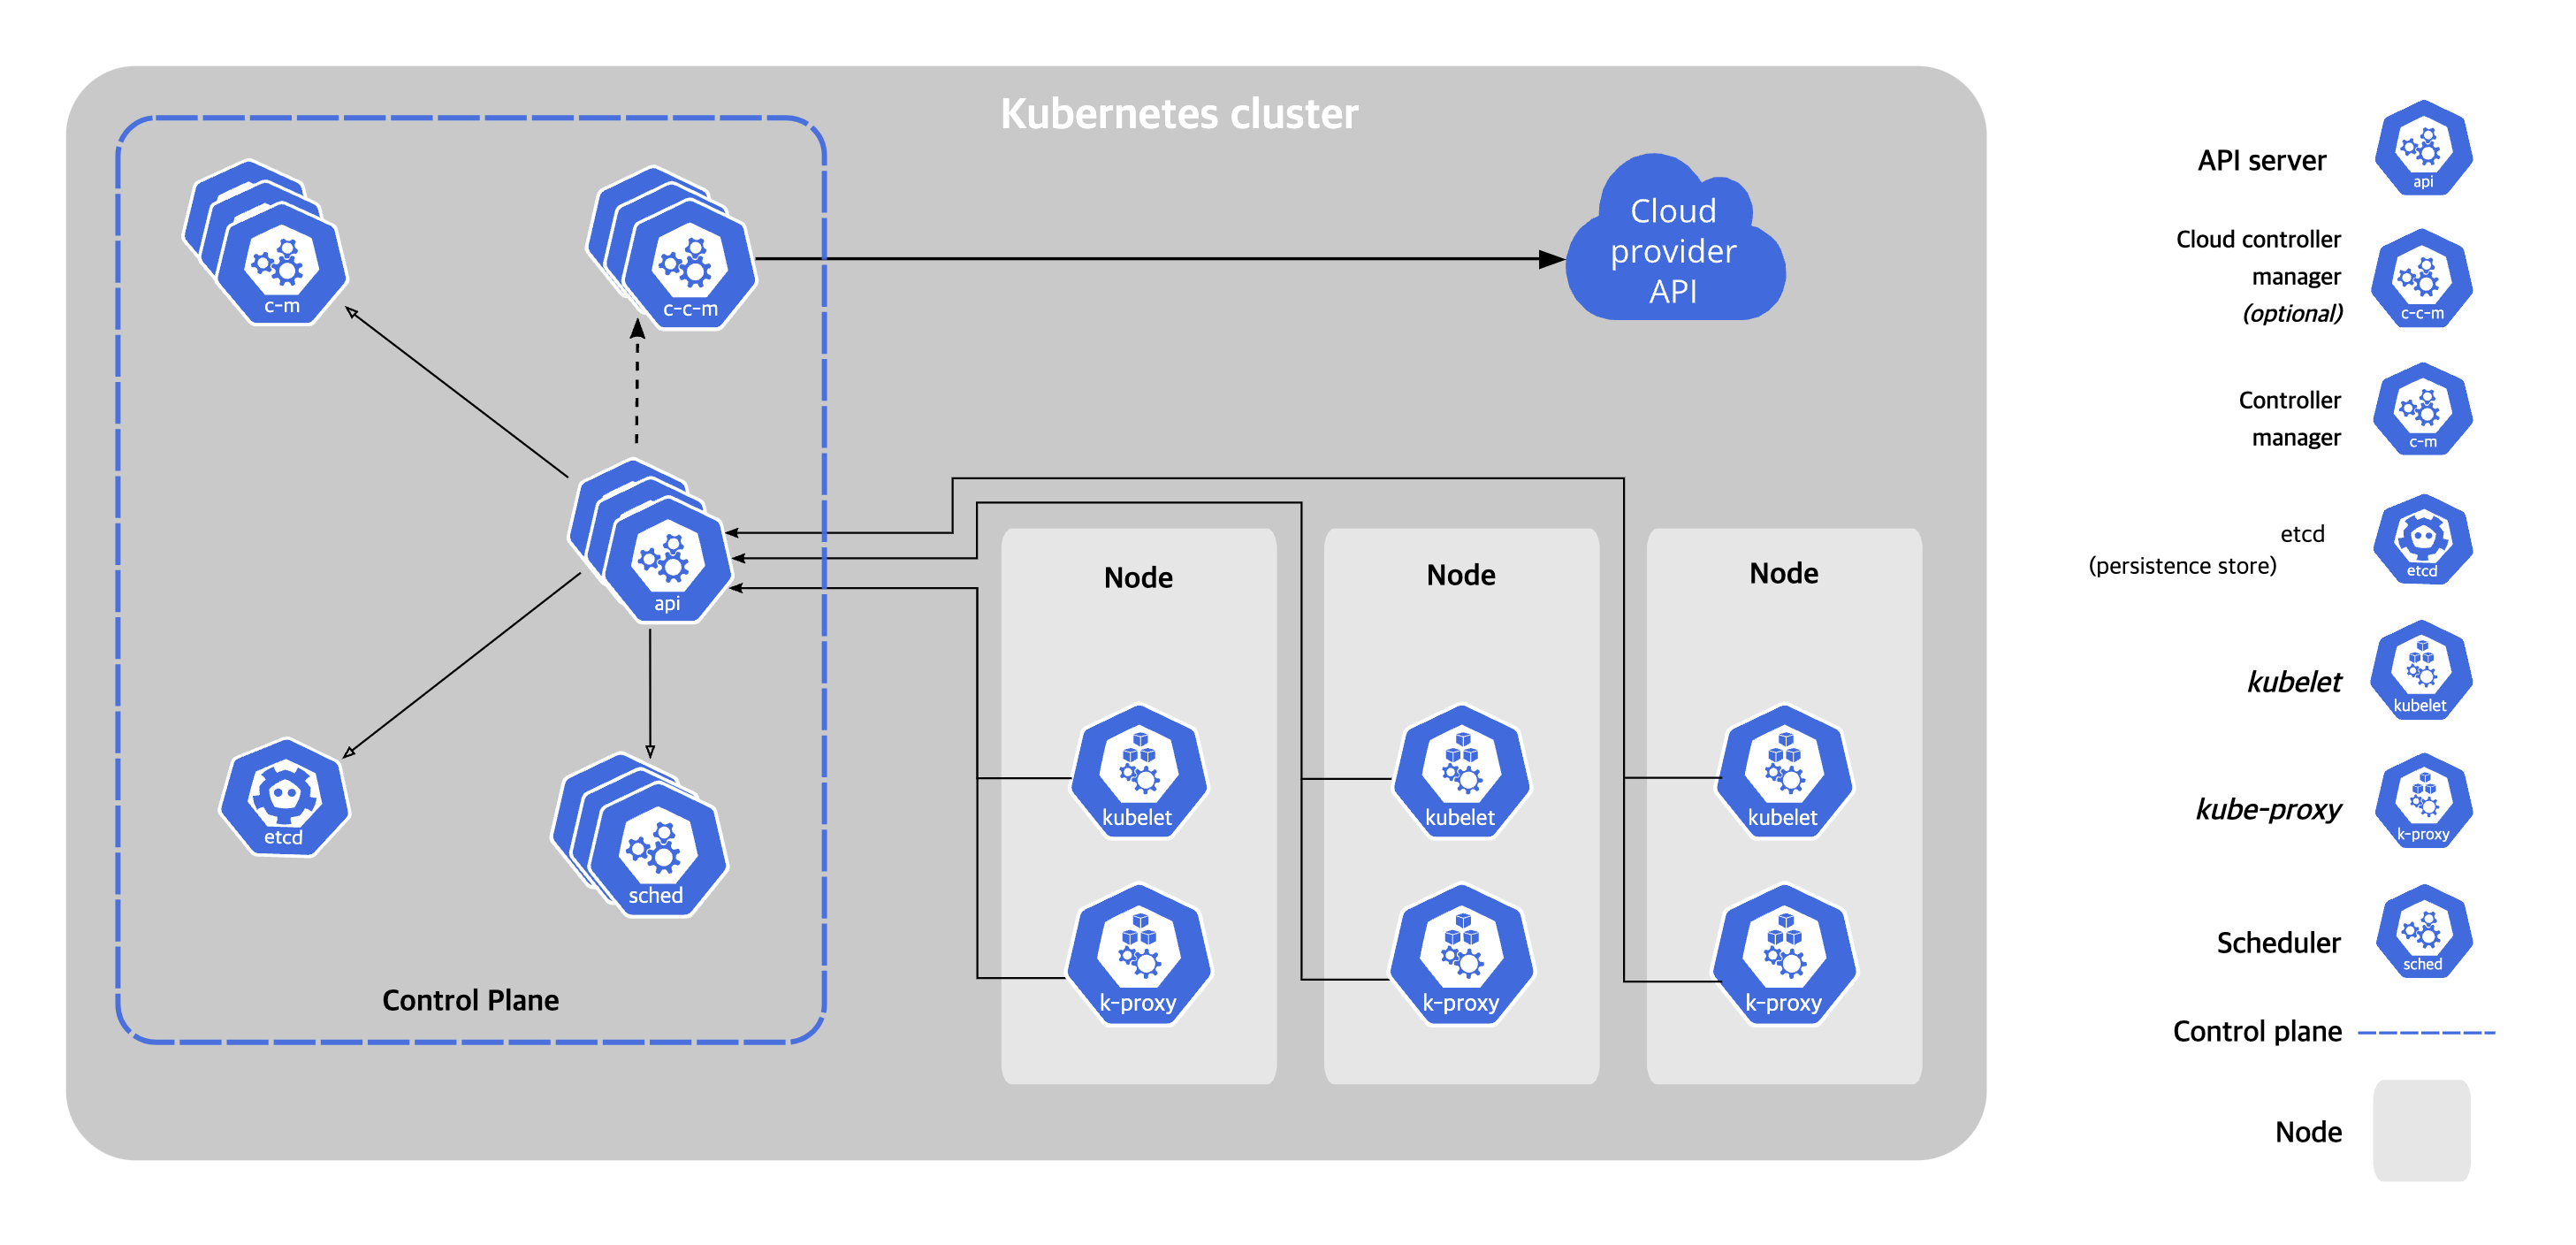 Kubernetes cluster
c-m
c-c-m
Cloud
provider
API
api
etcd
sched
Control Plane
Node
kubelet
k-proxy
Node
kubelet
k-proxy
Node
kubelet
k-proxy
API server
api
Cloud controller
manager
(optional)
c-c-m
Controller
manager
c-m
etcd
(persistence store)
etcd
kubelet
kubelet
kube-proxy
k-proxy
Scheduler
sched
Control plane
Node